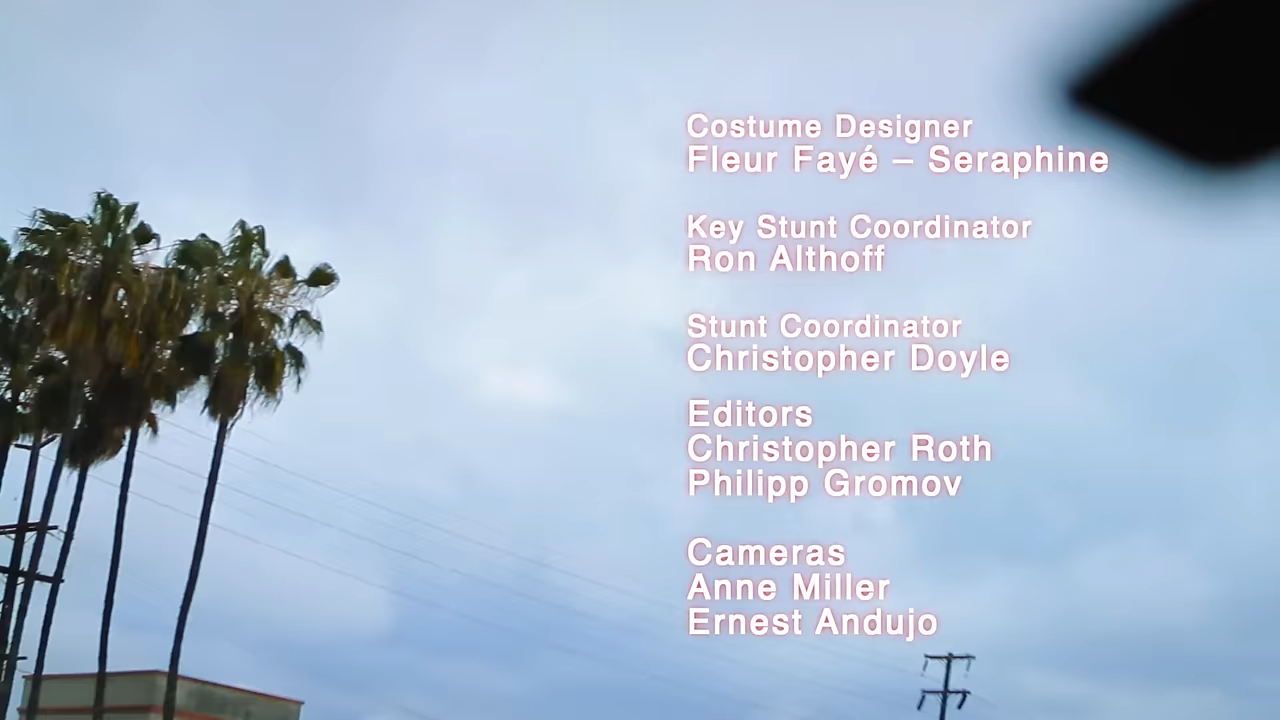 Costume Designer
Fleur Fayé – Seraphine
Key Stunt Coordinator
Ron Althoff
Stunt Coordinator
Christopher Doyle
Editors
Christopher Roth
Philipp Gromov
Cameras
Anne Miller
Ernest Andujo